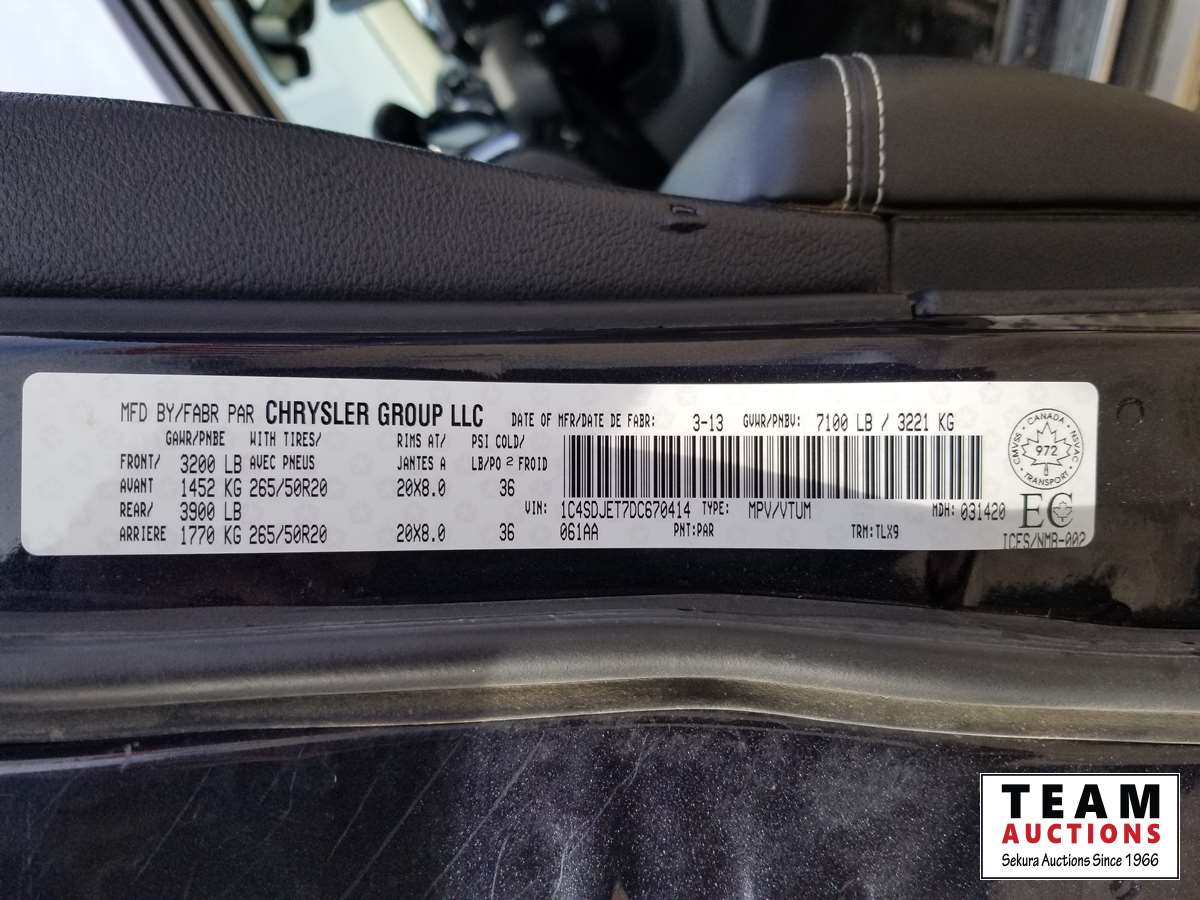 MFD BY/FABR PAR CHRYSLER GROUP LLC DATE OF MFR/DATE DE FABR: 3-13 GVWR/PNBV: 7100 LB / 3221 KG
GAWR/PNBE WITH TIRES/ RIMS AT/ PSI COLD/
FRONT/ 3200 LB AVEC PNEUS JANTES A LB/PO 2 FROID
AVANT 1452 KG 265/50R20 20X8.0 36 VIN: 1C4SDJET7DC670414 TYPE: MPV/VTUM MDH: 031420
REAR/ 3900 LB
ARRIERE 1770 KG 265/50R20 20X8.0 36 061AA PNT:PAR TRM:TLX9
CANADA
CMVSS 972 NSVAC
TRANSPORT
EC
ICES/NMB-002
TEAM
AUCTIONS
Sekura Auctions Since 1966